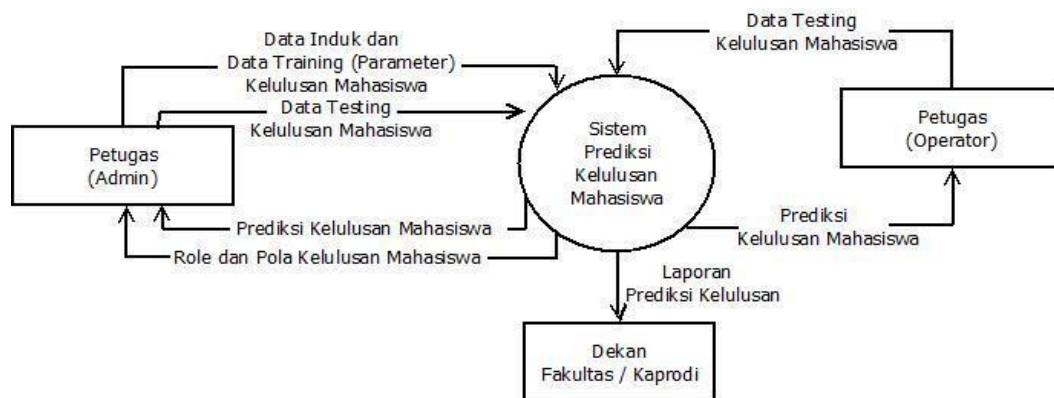 Data Induk dan
Data Training (Parameter)
Kelulusan Mahasiswa
Data Testing
Kelulusan Mahasiswa
Petugas
(Admin)
Prediksi Kelulusan Mahasiswa
Role dan Pola Kelulusan Mahasiswa
Sistem
Prediksi
Kelulusan
Mahasiswa
Data Testing
Kelulusan Mahasiswa
Petugas
(Operator)
Prediksi
Kelulusan Mahasiswa
Laporan
Prediksi Kelulusan
Dekan
Fakultas / Kaprodi